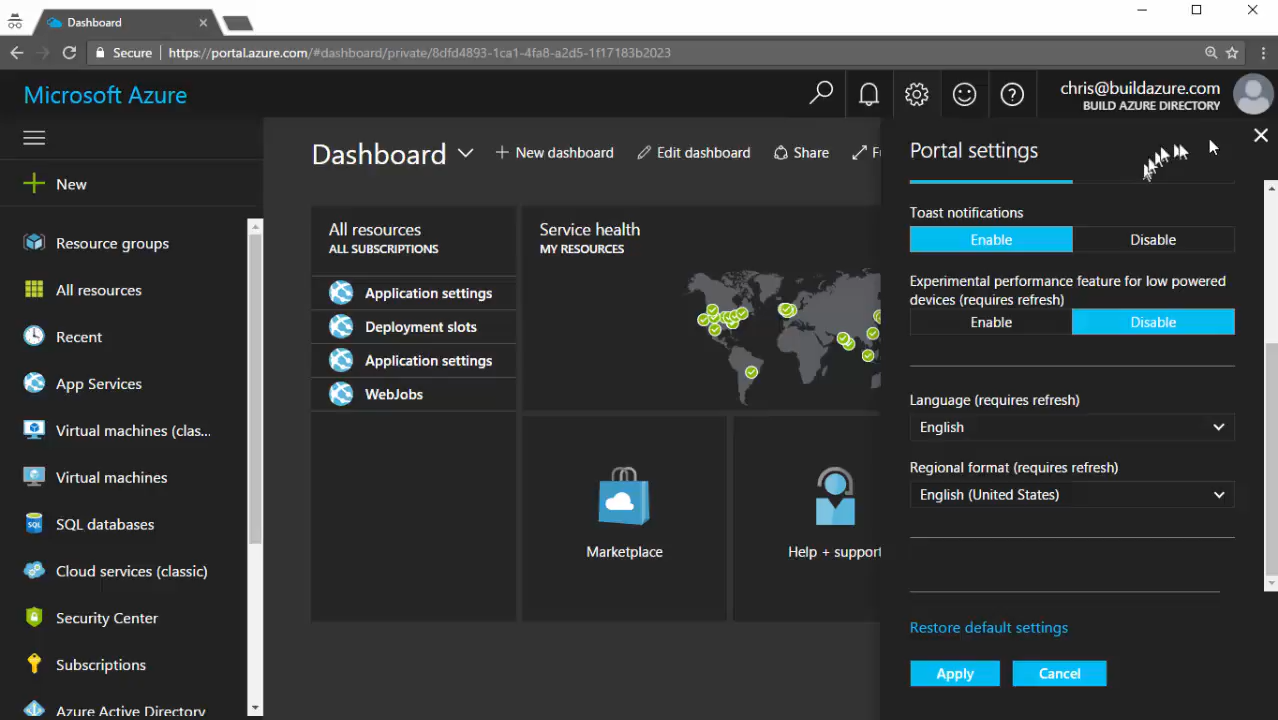 Dashboard
Secure https://portal.azure.com/#dashboard/private/8dfd4893-1ca1-4fa8-a2d5-1f17183b2023
Microsoft Azure
chris@buildazure.com
BUILD AZURE DIRECTORY
New
Resource groups
All resources
Recent
App Services
Virtual machines (clas...
Virtual machines
SQL databases
Cloud services (classic)
Security Center
Subscriptions
Azure Active Directory
Dashboard
New dashboard
Edit dashboard
Share
All resources
ALL SUBSCRIPTIONS
Application settings
Deployment slots
Application settings
WebJobs
Service health
MY RESOURCES
Marketplace
Help + support
Portal settings
Toast notifications
Enable Disable
Experimental performance feature for low powered
devices (requires refresh)
Enable Disable
Language (requires refresh)
English
Regional format (requires refresh)
English (United States)
Restore default settings
Apply Cancel